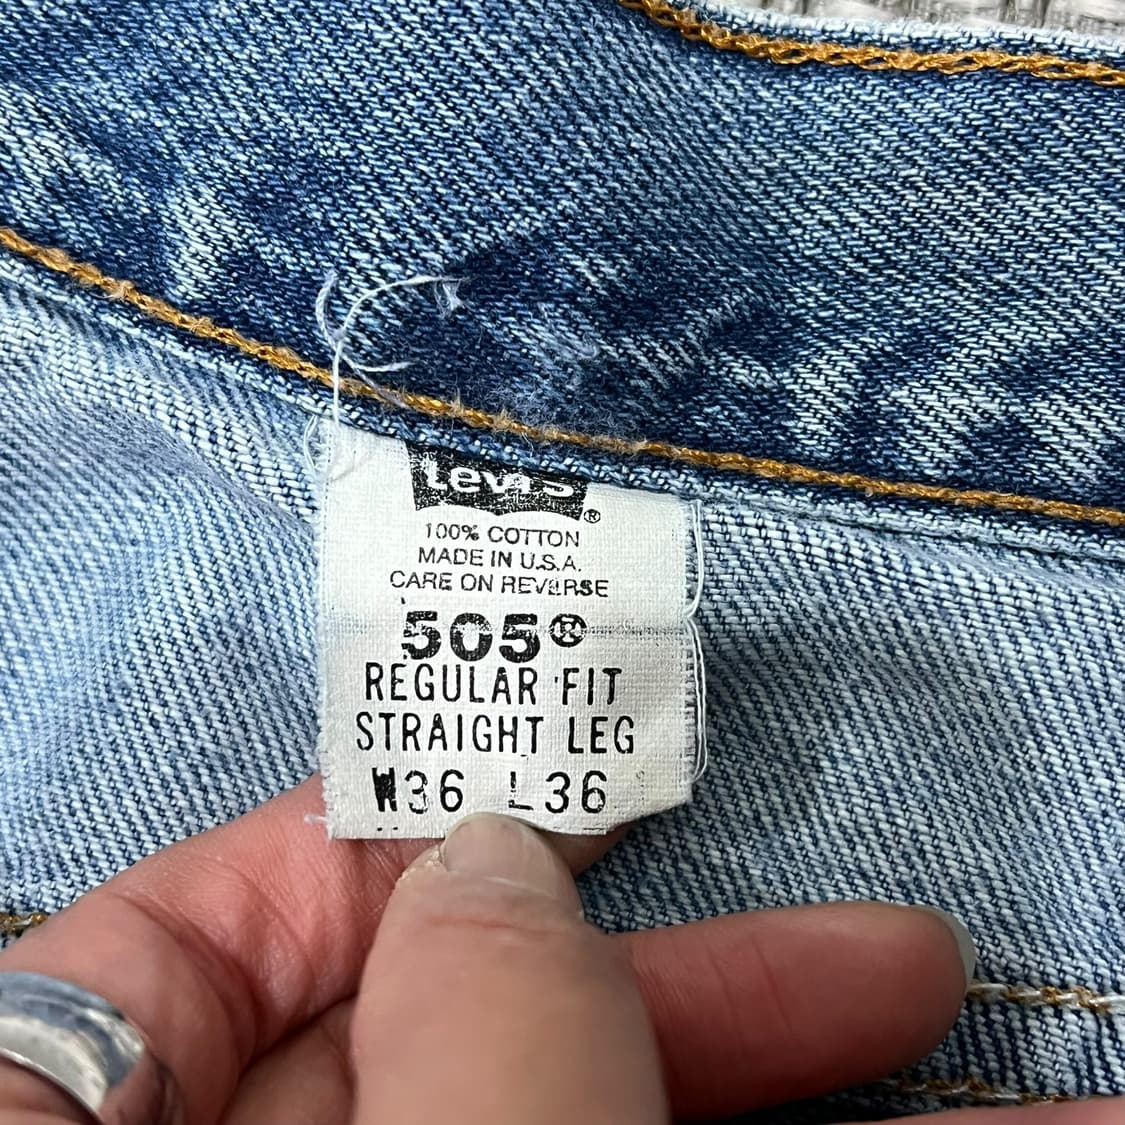 Levi's
®
100% COTTON
MADE IN U.S.A.
CARE ON REVERSE
505®
REGULAR FIT
STRAIGHT LEG
W36 L36